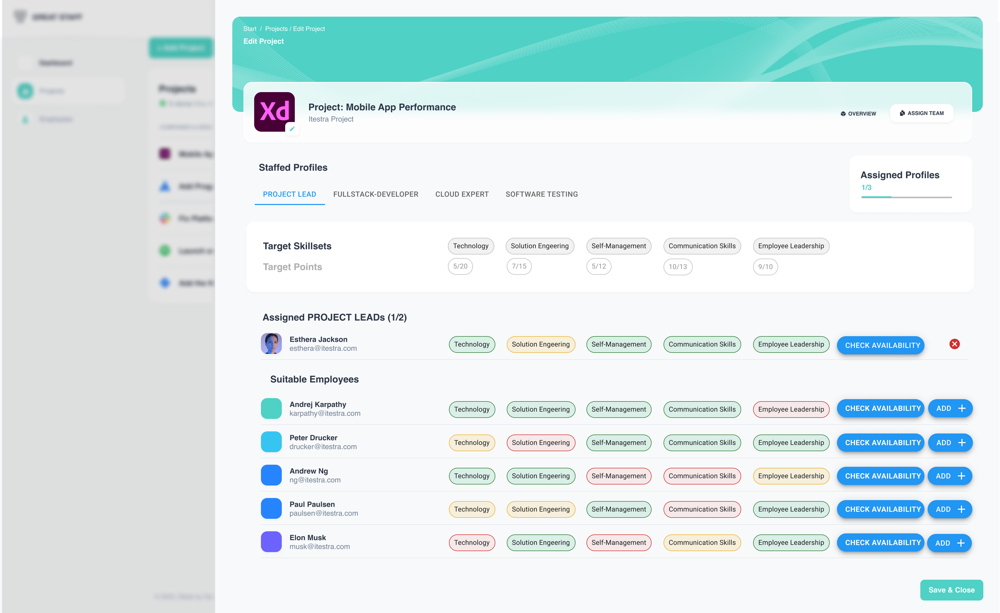 GREAT STAFF
+ Add Project
Dashboard
Projects
Employees
Projects
Start / Projects / Edit Project
Edit Project
Xd
Project: Mobile App Performance
Itestra Project
OVERVIEW
ASSIGN TEAM
Staffed Profiles
PROJECT LEAD FULLSTACK-DEVELOPER CLOUD EXPERT SOFTWARE TESTING
Assigned Profiles
1/3
Target Skillsets Technology Solution Engeering Self-Management Communication Skills Employee Leadership
Target Points 5/20 7/15 5/12 10/13 9/10
Assigned PROJECT LEADs (1/2)
Esthera Jackson
esthera@itestra.com
Technology Solution Engeering Self-Management Communication Skills Employee Leadership CHECK AVAILABILITY
Suitable Employees
Andrej Karpathy
karpathy@itestra.com
Technology Solution Engeering Self-Management Communication Skills Employee Leadership CHECK AVAILABILITY ADD +
Peter Drucker
drucker@itestra.com
Technology Solution Engeering Self-Management Communication Skills Employee Leadership CHECK AVAILABILITY ADD +
Andrew Ng
ng@itestra.com
Technology Solution Engeering Self-Management Communication Skills Employee Leadership CHECK AVAILABILITY ADD +
Paul Paulsen
paulsen@itestra.com
Technology Solution Engeering Self-Management Communication Skills Employee Leadership CHECK AVAILABILITY ADD +
Elon Musk
musk@itestra.com
Technology Solution Engeering Self-Management Communication Skills Employee Leadership CHECK AVAILABILITY ADD +
Save & Close